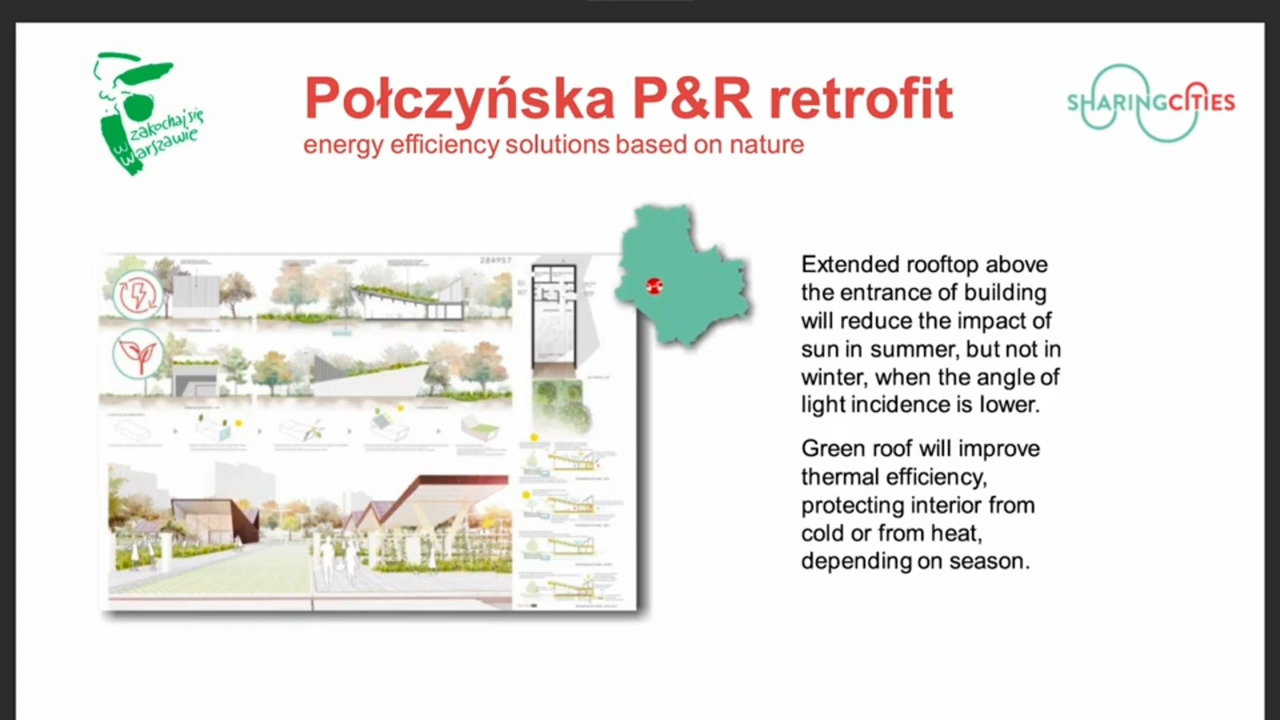 zakochaj się
w warszawie
Połczyńska P&R retrofit
energy efficiency solutions based on nature
SHARINGCITIES
284957
Extended rooftop above
the entrance of building
will reduce the impact of
sun in summer, but not in
winter, when the angle of
light incidence is lower.
Green roof will improve
thermal efficiency,
protecting interior from
cold or from heat,
depending on season.